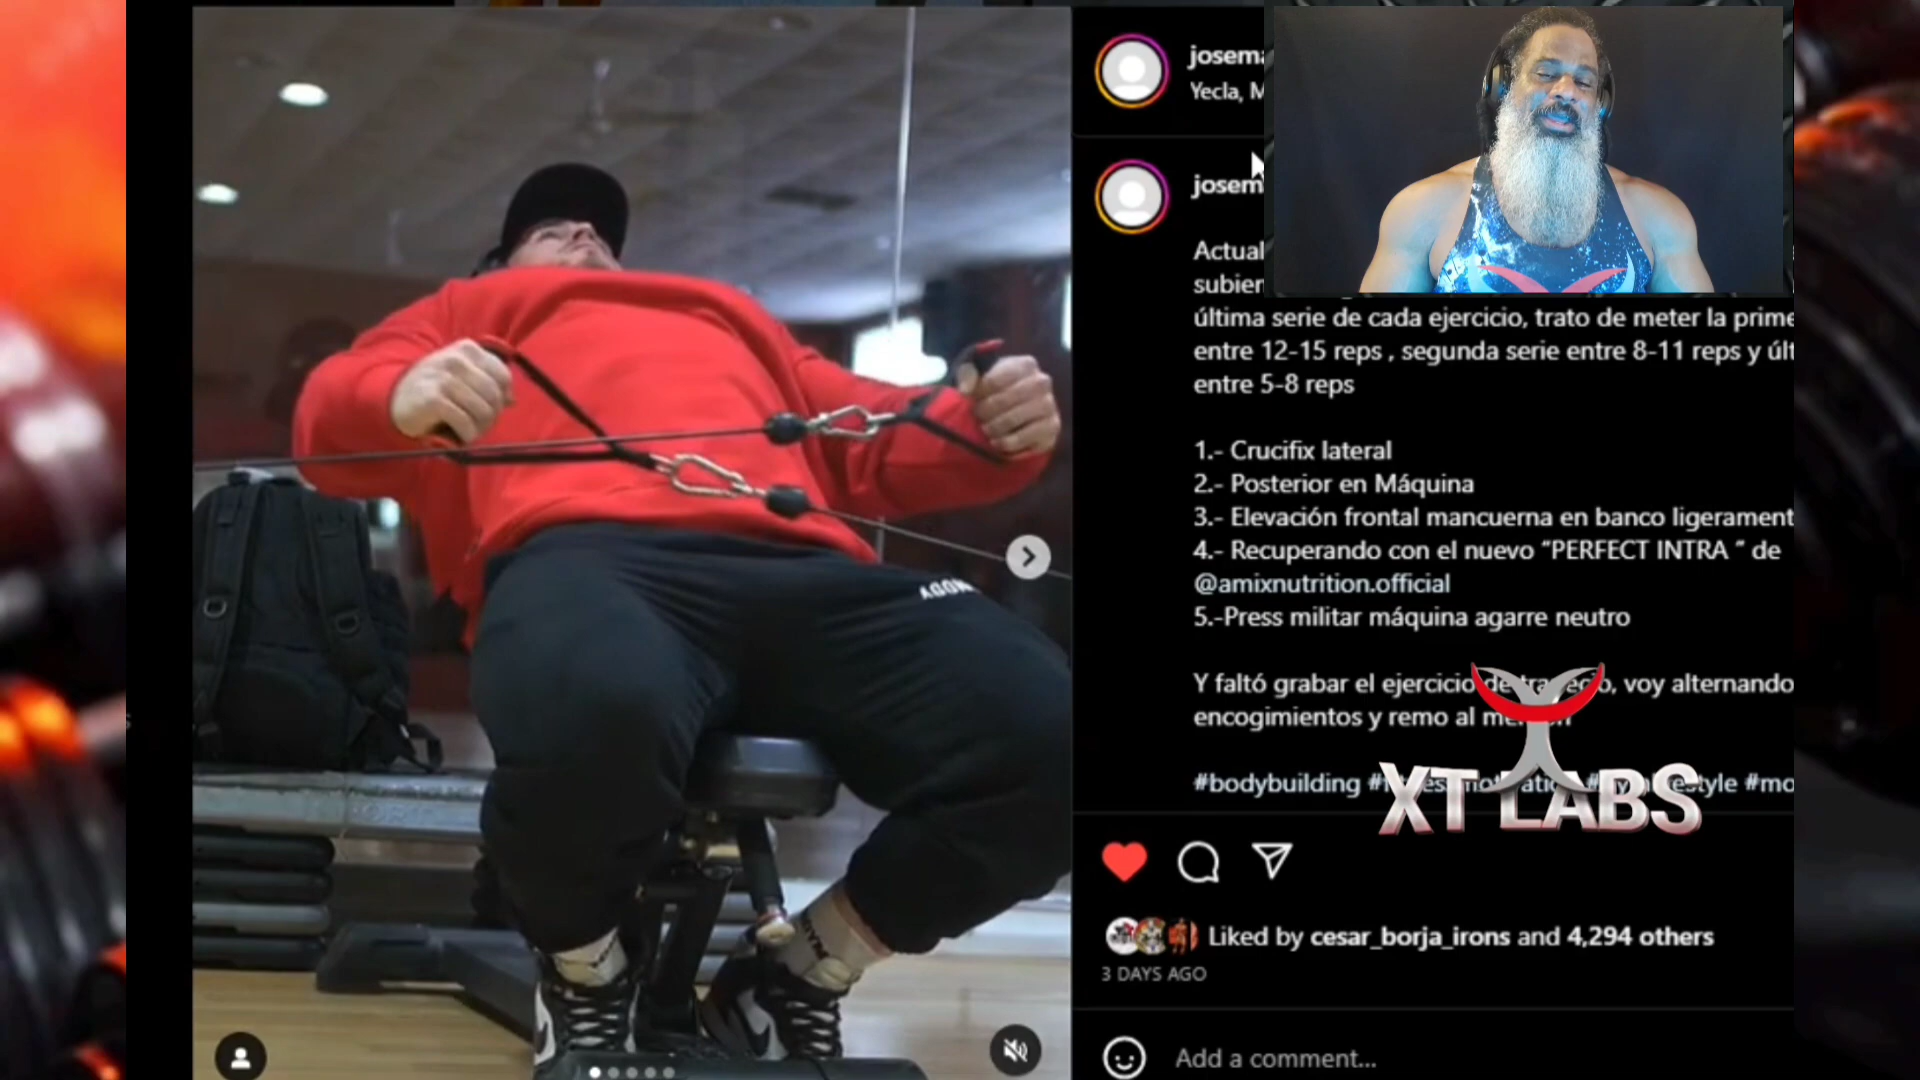 josem
Yecla, M
josem
Actual
subien
última serie de cada ejercicio, trato de meter la prime
entre 12-15 reps , segunda serie entre 8-11 reps y últ
entre 5-8 reps
1.- Crucifix lateral
2.- Posterior en Máquina
3.- Elevación frontal mancuerna en banco ligerament
4.- Recuperando con el nuevo “PERFECT INTRA ” de
@amixnutrition.official
5.-Press militar máquina agarre neutro
Y faltó grabar el ejercicio de, voy alternando
encogimientos y remo al
#bodybuilding #mo
XT LABS
Liked by cesar_borja_irons and 4,294 others
3 DAYS AGO
Add a comment...